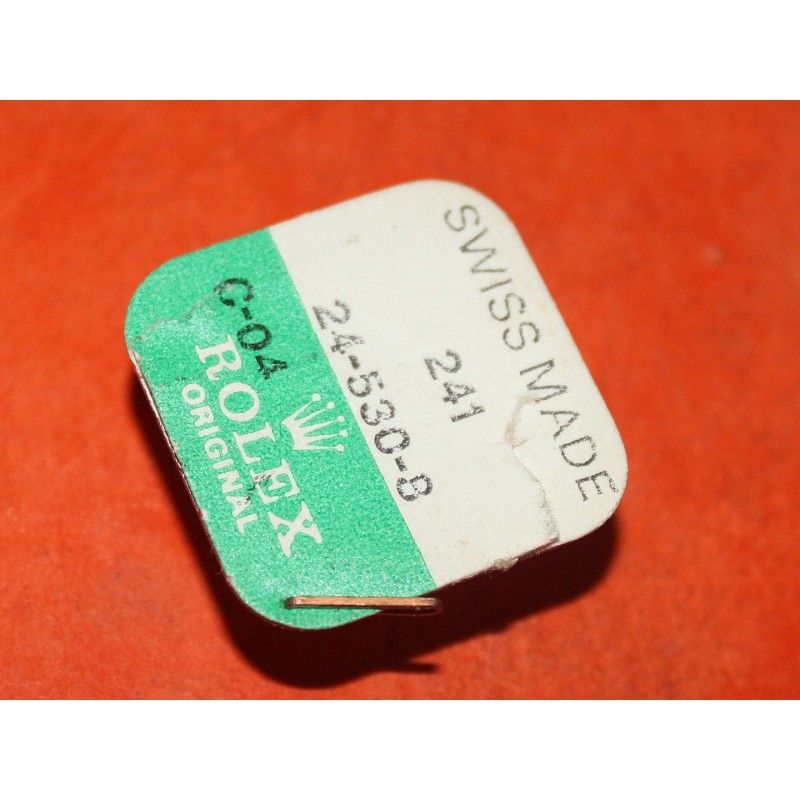 SWISS MADE
241
24-530-8
C-04
ROLEX
ORIGINAL